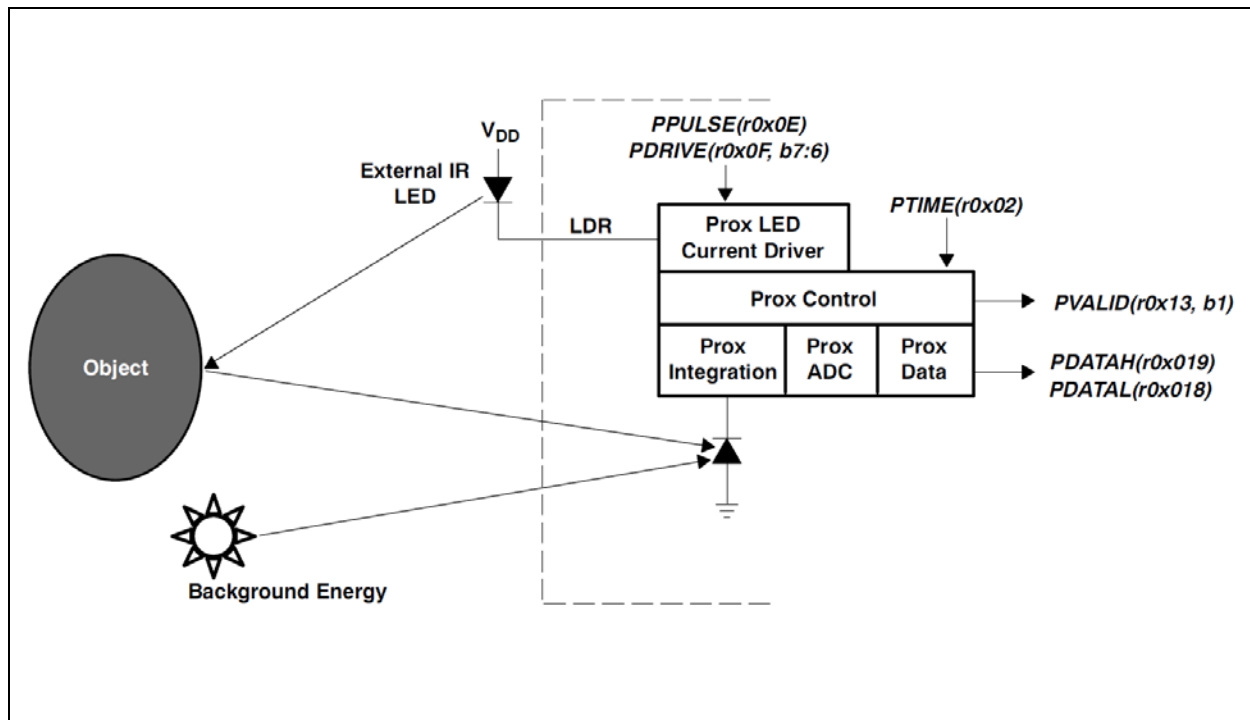 PPULSE(r0x0E)
PDRIVE(r0x0F, b7:6)
VDD
External IR
LED
PTIME(r0x02)
LDR
Prox LED
Current Driver
Prox Control
PVALID(r0x13, b1)
Prox
Integration
Prox
ADC
Prox
Data
PDATAH(r0x019)
PDATAL(r0x018)
Object
Background Energy